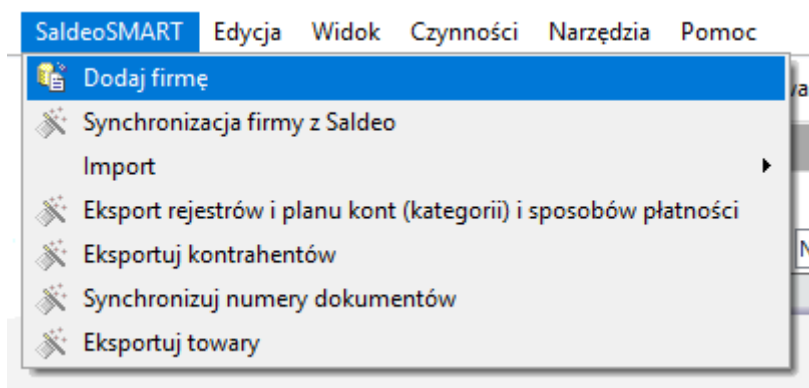 SaldeoSMART Edycja Widok Czynności Narzędzia Pomoc
Dodaj firmę
Synchronizacja firmy z Saldeo
Import
Eksport rejestrów i planu kont (kategorii) i sposobów płatności
Eksportuj kontrahentów
Synchronizuj numery dokumentów
Eksportuj towary